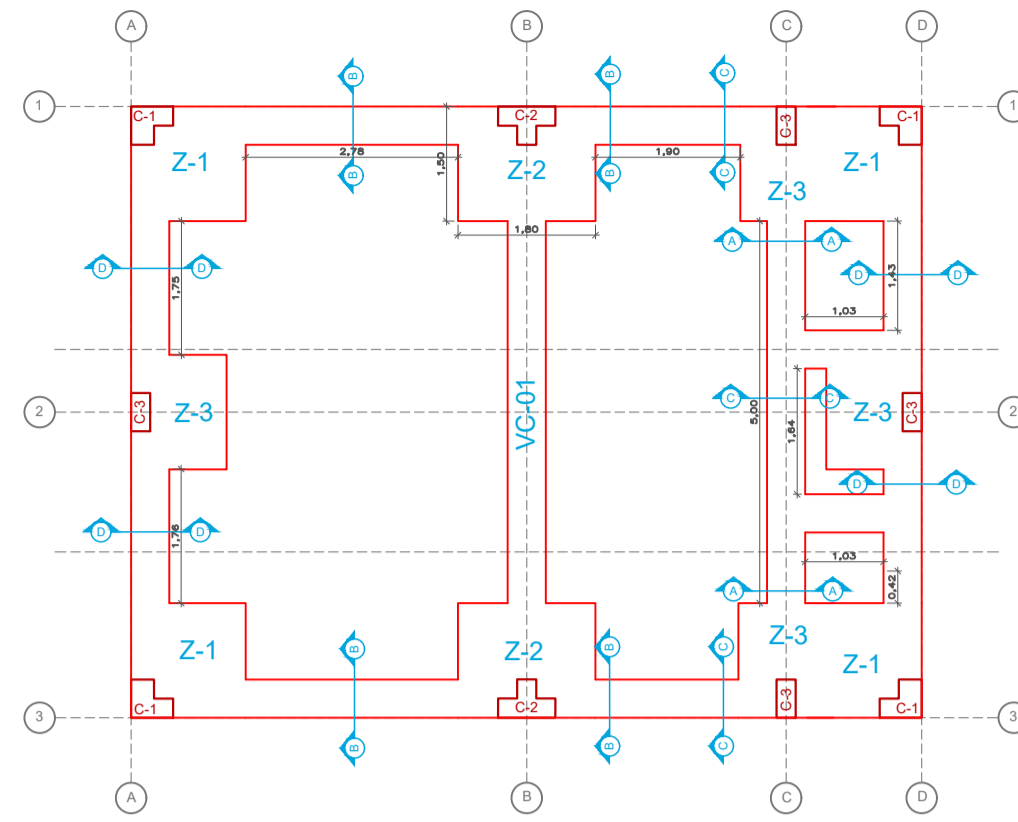 A B C D
B B C
1 1
C-1 C-2 C-3 C-1
Z-1 2,78 1,50 Z-2 1,90 Z-1
B B C
Z-3
1,80 A A
D D D D
1,75 1,43
1,03
C C
2 C-3 Z-3 VC-01 5,00 1,64 Z-3 C-3 2
D D
D D
1,76 1,03
A A 0,42
Z-3
Z-1 B Z-2 B C Z-1
C-1 C-2 C-3 C-1
3 3
B B C
A B C D